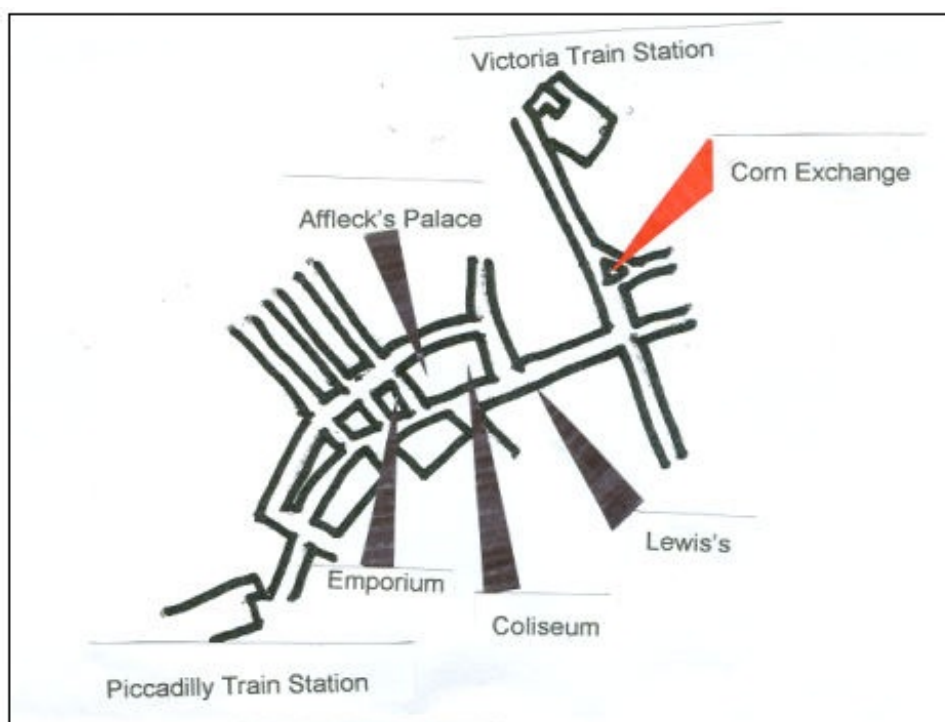 Victoria Train Station
Corn Exchange
Affleck's Palace
Lewis's
Emporium
Coliseum
Piccadilly Train Station